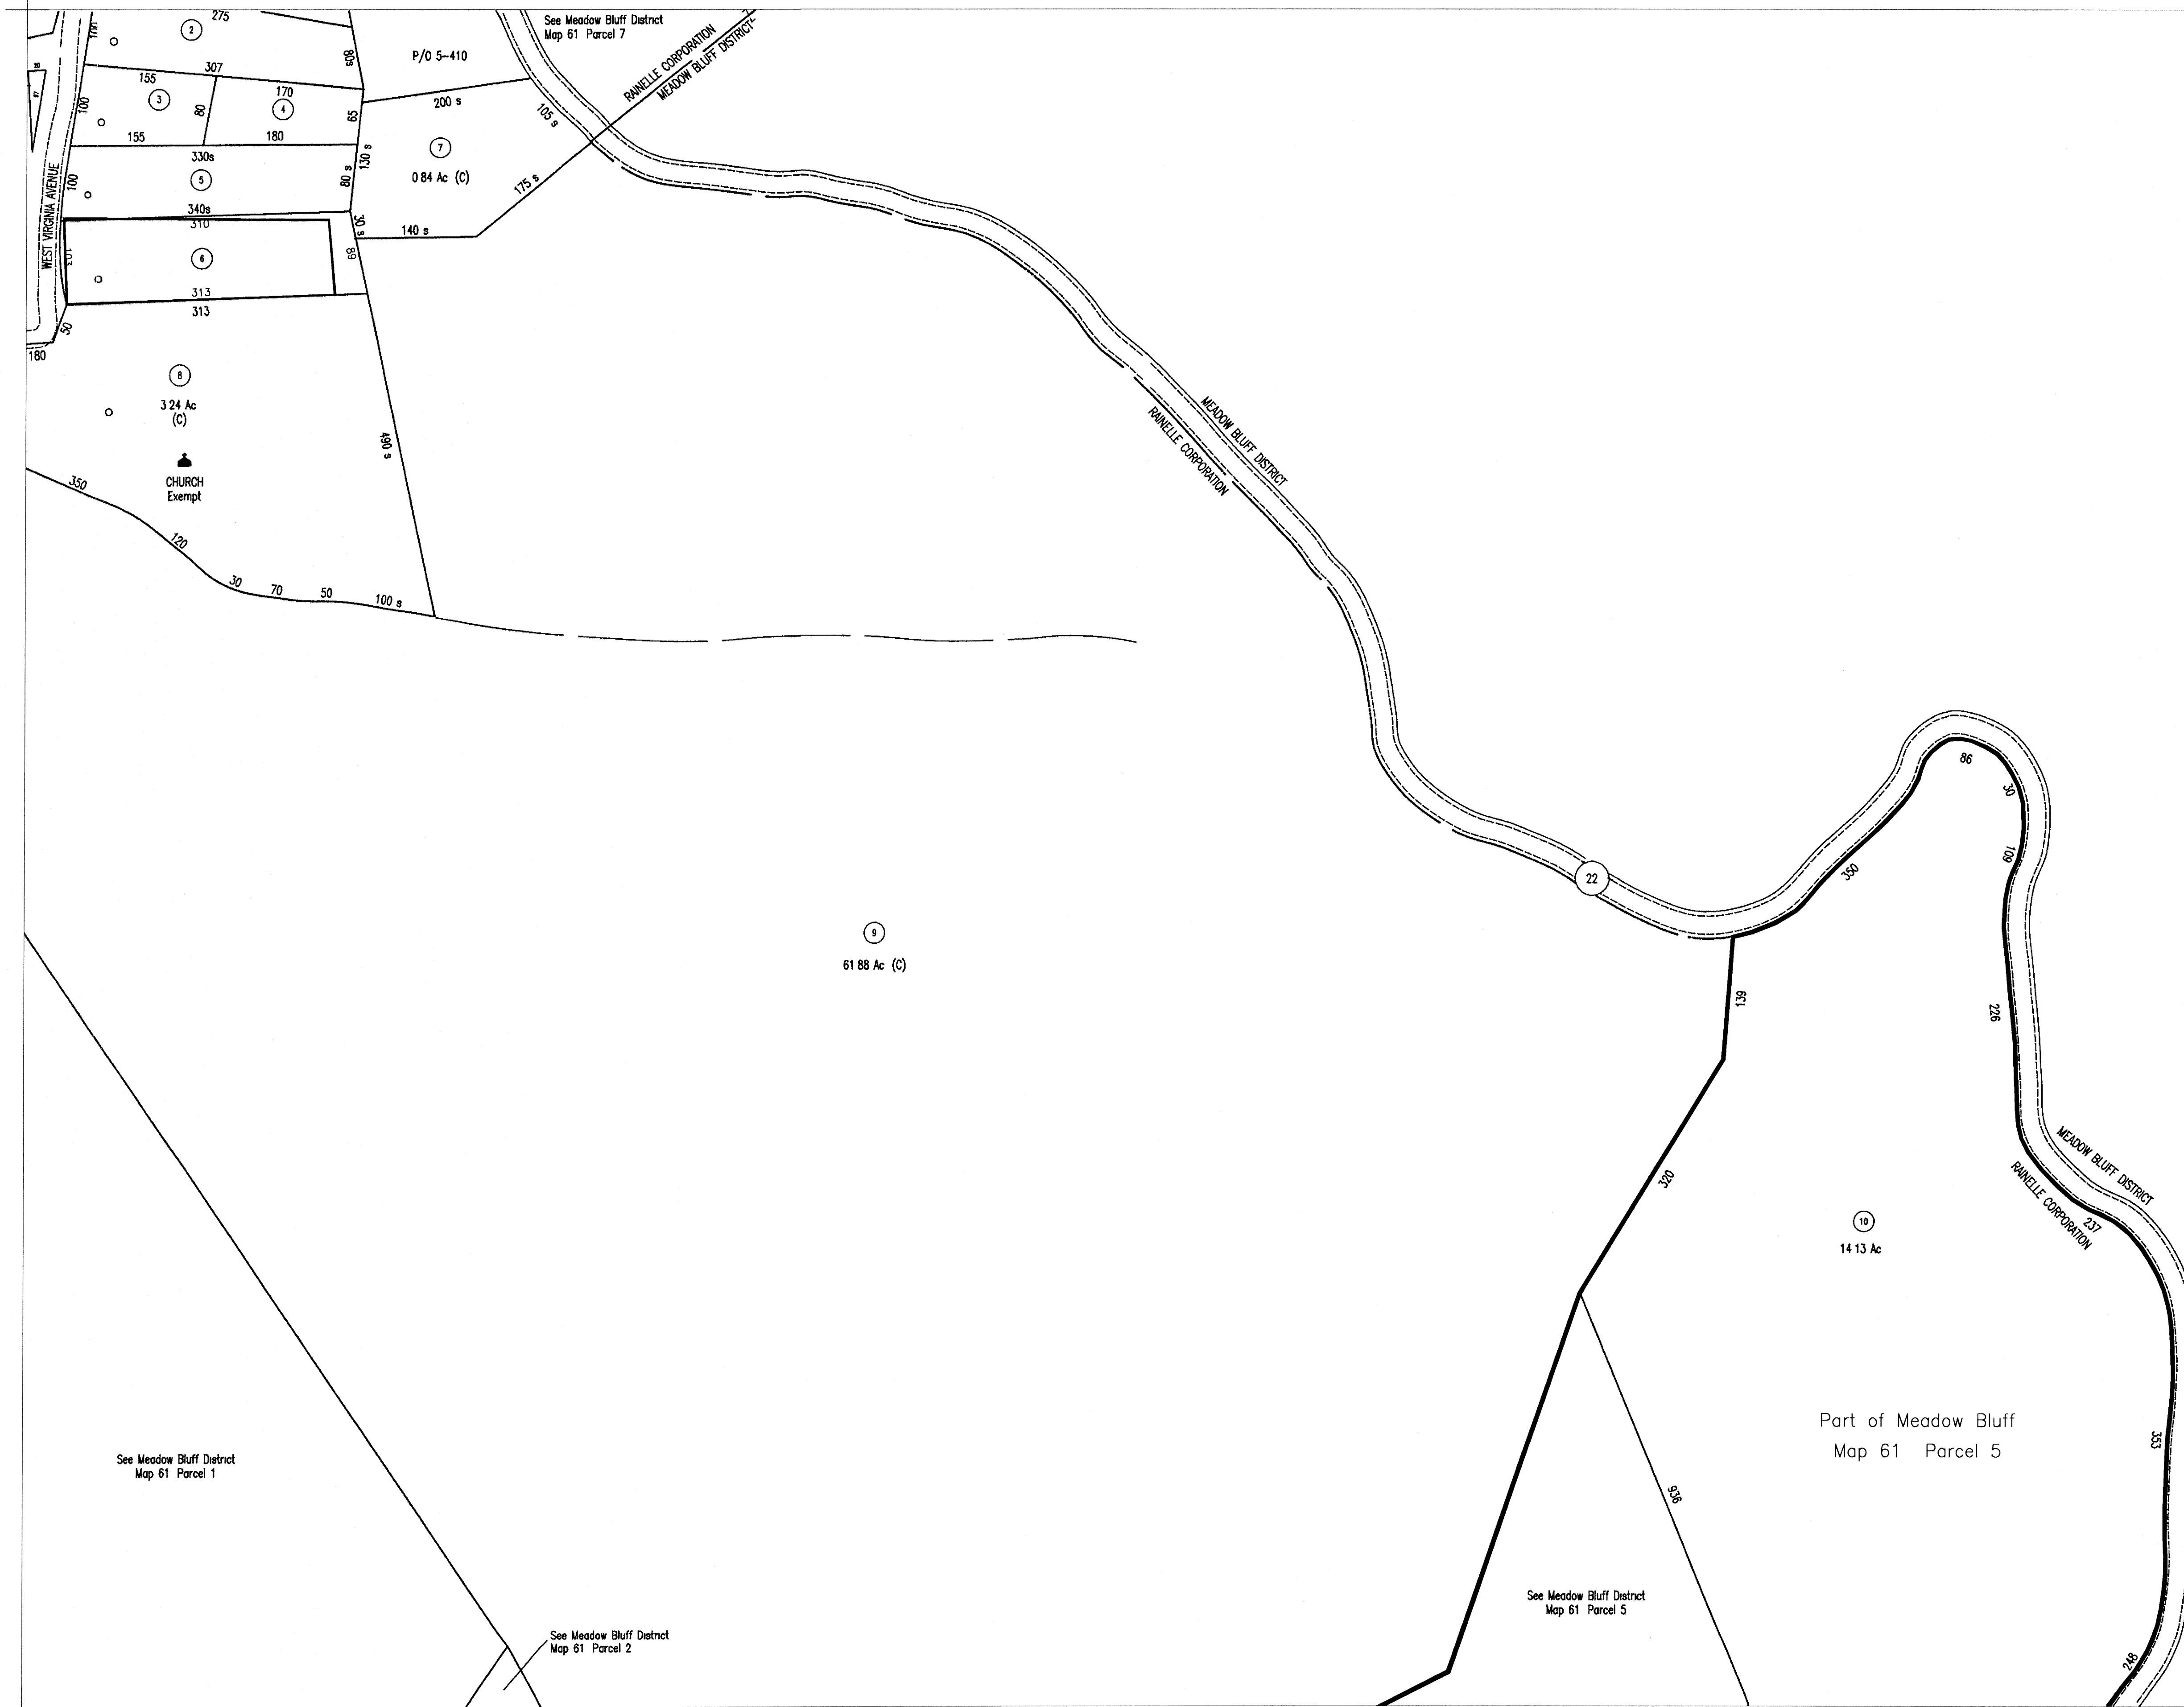 275
See Meadow Bluff District
Map 61 Parcel 7
2
80s
P/O 5-410
RAINELLE CORPORATION
MEADOW BLUFF DISTRICT
20
307
155
170
200 s
100
3
80
4
65
105 s
155
180
7
130 s
330s
0 84 Ac (C)
WEST VIRGINIA AVENUE
100
5
80 s
175 s
340s
310
30 s
140 s
103
6
89
313
313
50
180
8
3 24 Ac
(C)
490 s
CHURCH
Exempt
350
120
30
70
50
100 s
MEADOW BLUFF DISTRICT
RAINELLE CORPORATION
86
30
109
350
22
9
61 88 Ac (C)
139
226
320
MEADOW BLUFF DISTRICT
RAINELLE CORPORATION
237
10
14 13 Ac
Part of Meadow Bluff
Map 61 Parcel 5
353
See Meadow Bluff District
Map 61 Parcel 1
936
See Meadow Bluff District
Map 61 Parcel 5
See Meadow Bluff District
Map 61 Parcel 2
248